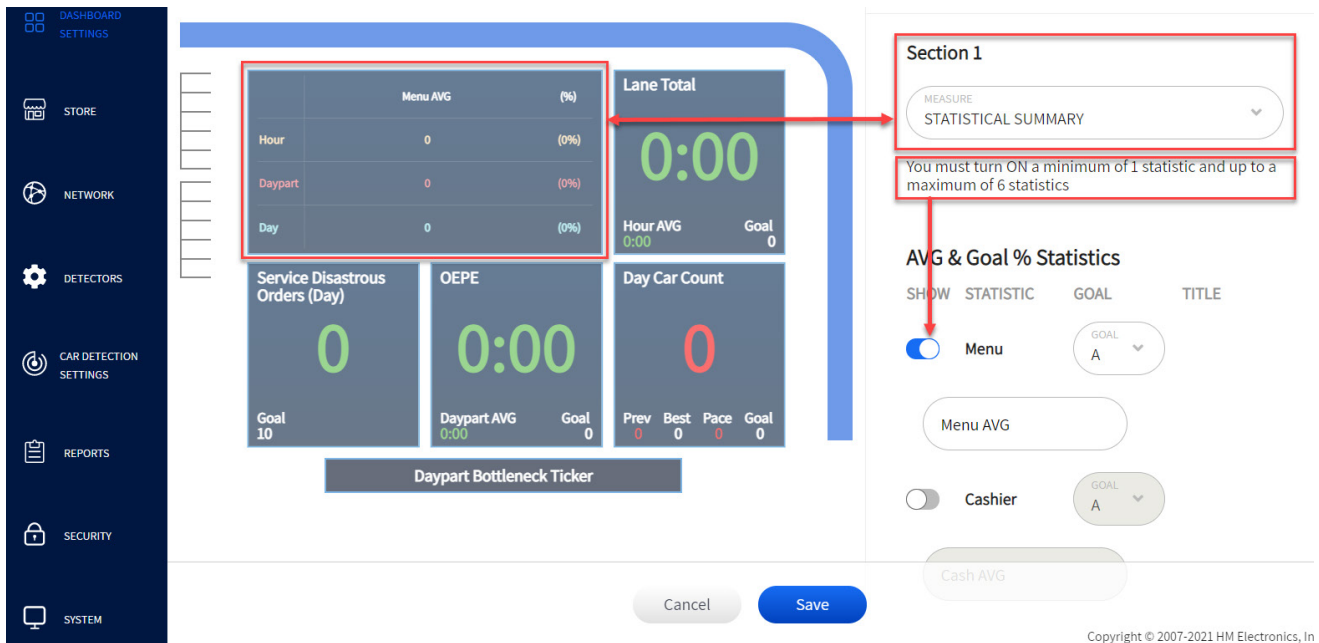 DASHBOARD
SETTINGS
STORE
NETWORK
DETECTORS
CAR DETECTION
SETTINGS
REPORTS
SECURITY
SYSTEM
Menu AVG (%)
Hour 0 (0%)
Daypart 0 (0%)
Day 0 (0%)
Lane Total
0:00
Hour AVG Goal
0:00 0
Service Disastrous
Orders (Day)
0
Goal
10
OEPE
0:00
Daypart AVG Goal
0:00 0
Day Car Count
0
Prev Best Pace Goal
0 0 0 0
Daypart Bottleneck Ticker
Section 1
MEASURE
STATISTICAL SUMMARY
You must turn ON a minimum of 1 statistic and up to a
maximum of 6 statistics
AVG & Goal % Statistics
SHOW STATISTIC GOAL TITLE
Menu
GOAL
A
Menu AVG
Cashier
GOAL
A
Cash AVG
Cancel Save
Copyright © 2007-2021 HM Electronics, In